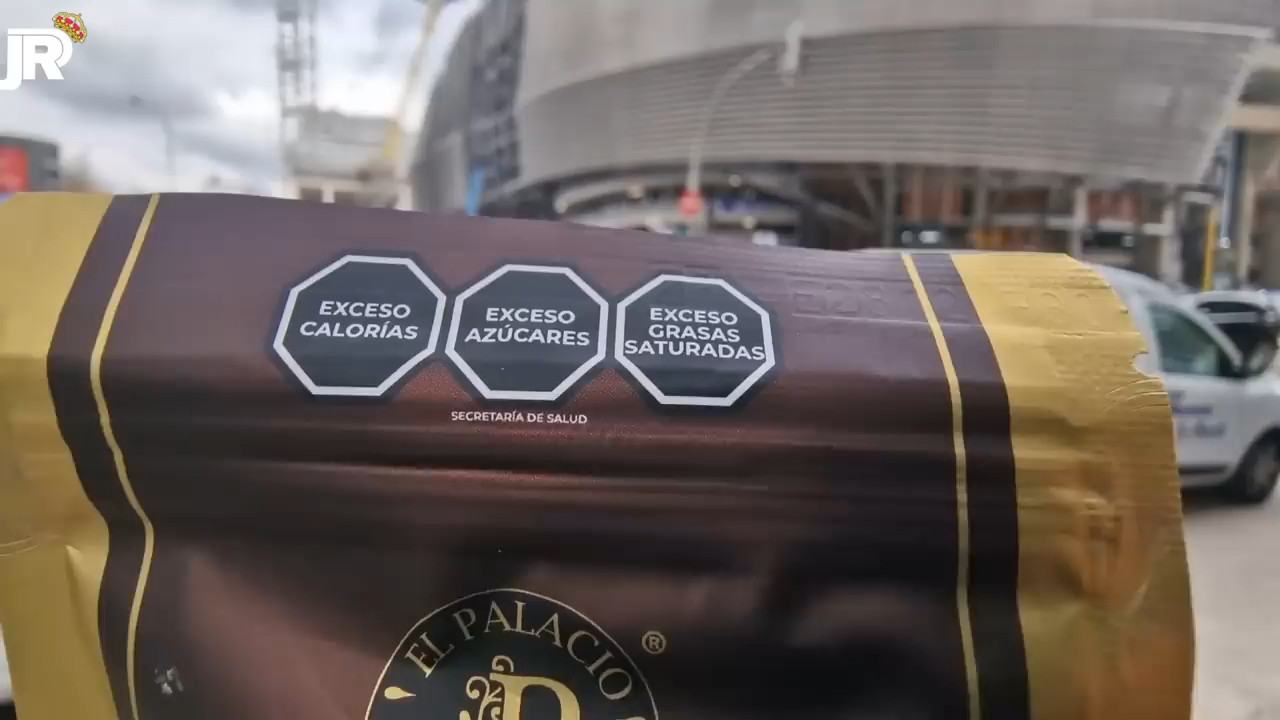 JR
EXCESO
CALORÍAS
EXCESO
AZÚCARES
EXCESO
GRASAS
SATURADAS
SECRETARÍA DE SALUD
EL PALACIO
®